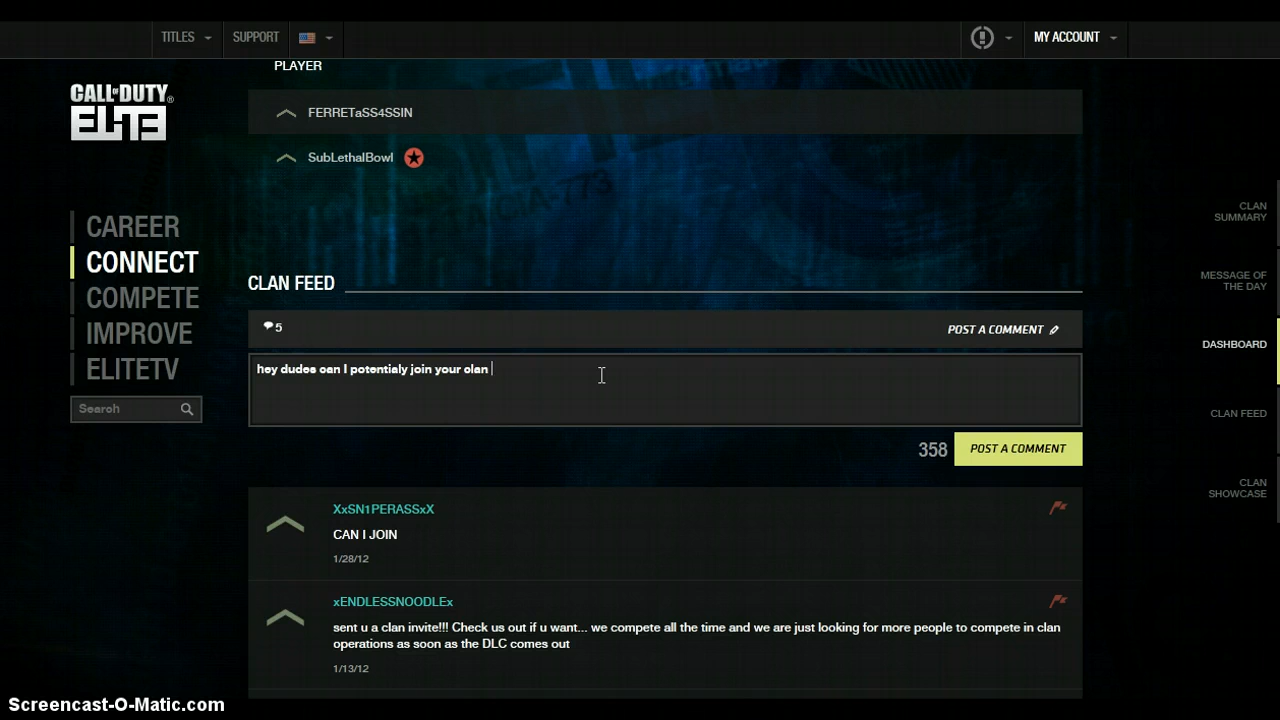 TITLES
SUPPORT
MY ACCOUNT
PLAYER
CALL OF DUTY®
ELITE
FERRETaSS4SSIN
SubLethalBowl
CAREER
CONNECT
COMPETE
IMPROVE
ELITETV
Search
CLAN FEED
5
POST A COMMENT
hey dudes can I potentialy join your clan
358
POST A COMMENT
XxSN1PERASSxX
CAN I JOIN
1/28/12
xENDLESSNOODLEx
sent u a clan invite!!! Check us out if u want... we compete all the time and we are just looking for more people to compete in clan
operations as soon as the DLC comes out
1/13/12
CLAN
SUMMARY
MESSAGE OF
THE DAY
DASHBOARD
CLAN FEED
CLAN
SHOWCASE
Screencast-O-Matic.com